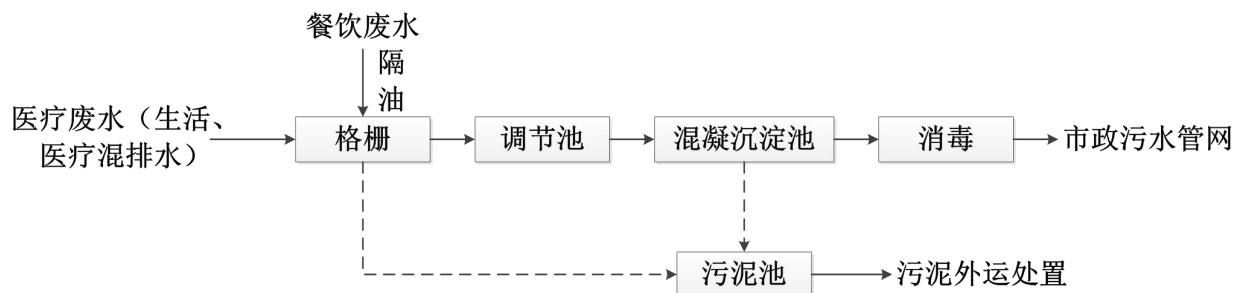 餐饮废水
隔
油
医疗废水（生活、
医疗混排水）
格栅
调节池
混凝沉淀池
消毒
市政污水管网
污泥池
污泥外运处置